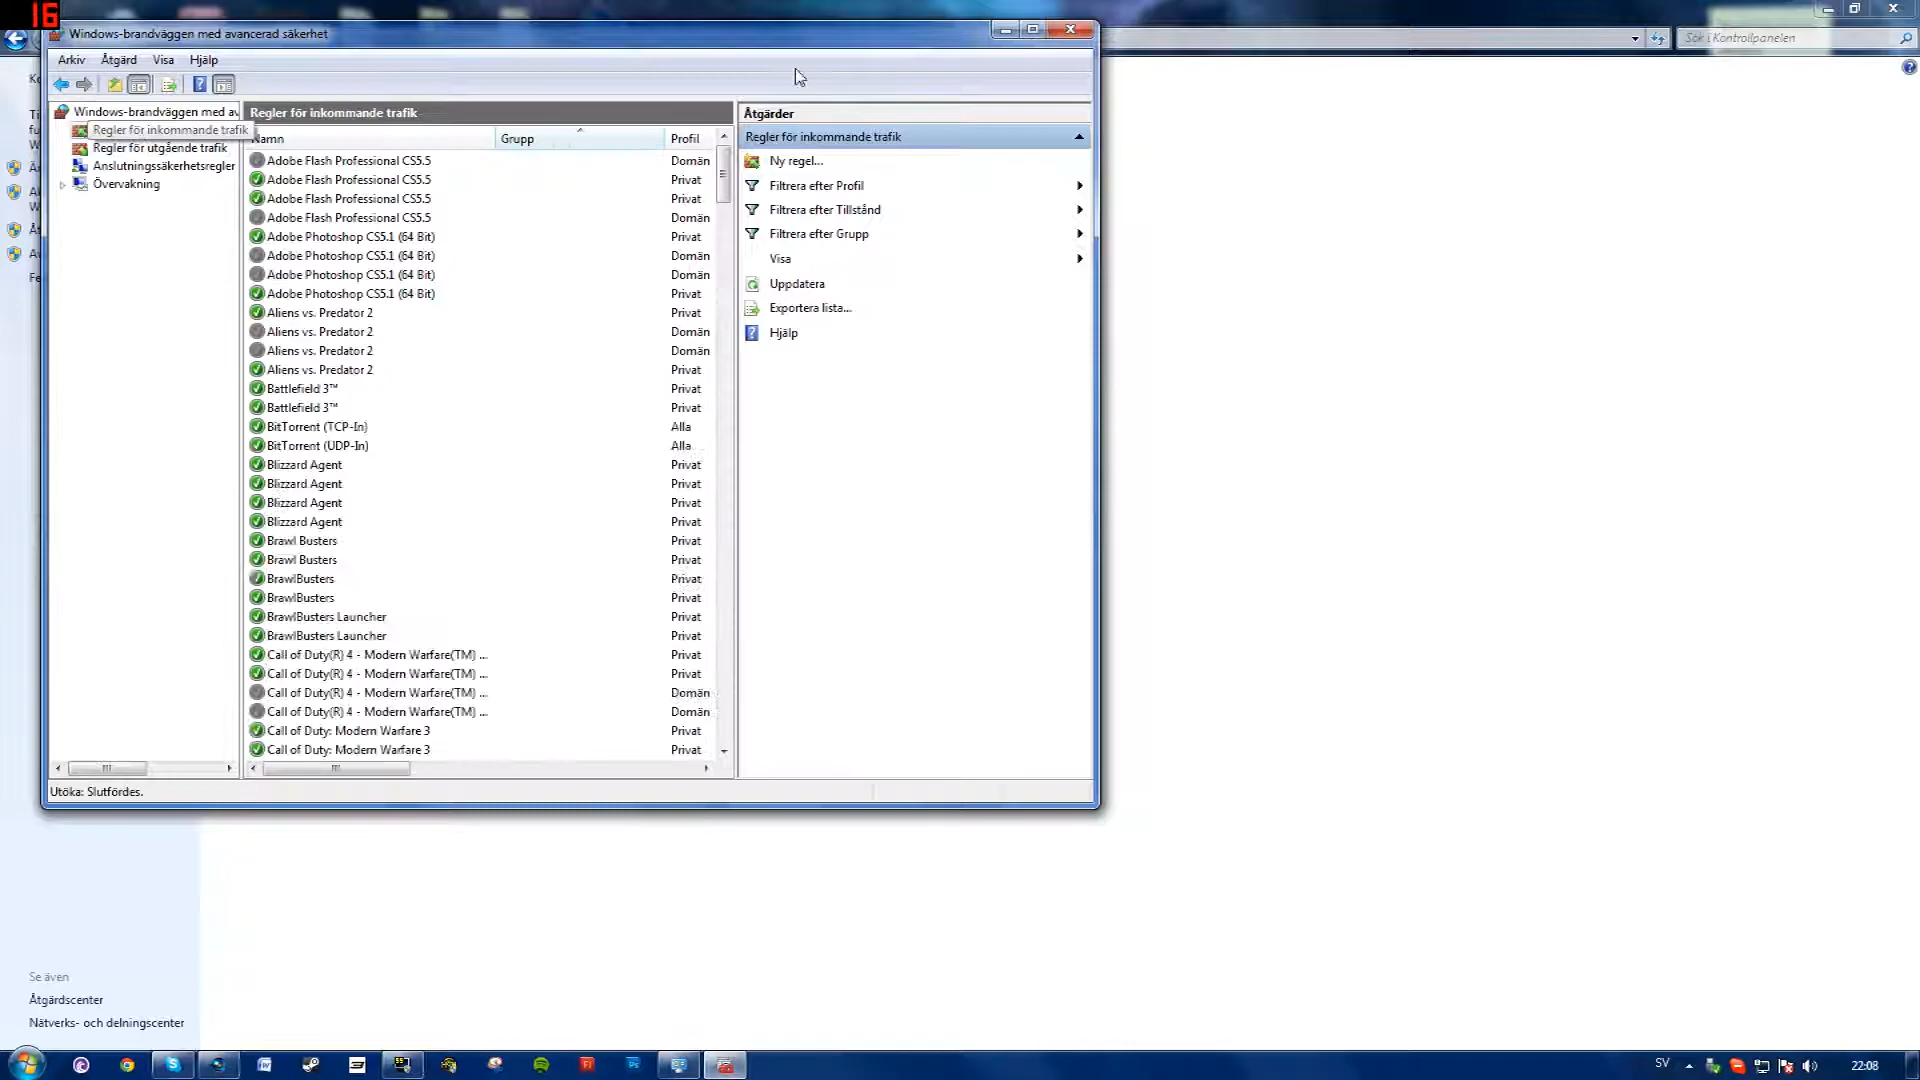 16
Windows-brandväggen med avancerad säkerhet
Sök i Kontrollpanelen
Arkiv Åtgärd Visa Hjälp
Windows-brandväggen med av
Regler för inkommande trafik
Regler för utgående trafik
Anslutningssäkerhetsregler
Övervakning
Regler för inkommande trafik
Namn Grupp Profil
Adobe Flash Professional CS5.5 Domän
Adobe Flash Professional CS5.5 Privat
Adobe Flash Professional CS5.5 Privat
Adobe Flash Professional CS5.5 Domän
Adobe Photoshop CS5.1 (64 Bit) Privat
Adobe Photoshop CS5.1 (64 Bit) Domän
Adobe Photoshop CS5.1 (64 Bit) Domän
Adobe Photoshop CS5.1 (64 Bit) Privat
Aliens vs. Predator 2 Privat
Aliens vs. Predator 2 Domän
Aliens vs. Predator 2 Domän
Aliens vs. Predator 2 Privat
Battlefield 3™ Privat
Battlefield 3™ Privat
BitTorrent (TCP-In) Alla
BitTorrent (UDP-In) Alla
Blizzard Agent Privat
Blizzard Agent Privat
Blizzard Agent Privat
Blizzard Agent Privat
Brawl Busters Privat
Brawl Busters Privat
BrawlBusters Privat
BrawlBusters Privat
BrawlBusters Launcher Privat
BrawlBusters Launcher Privat
Call of Duty(R) 4 - Modern Warfare(TM) ... Privat
Call of Duty(R) 4 - Modern Warfare(TM) ... Privat
Call of Duty(R) 4 - Modern Warfare(TM) ... Domän
Call of Duty(R) 4 - Modern Warfare(TM) ... Domän
Call of Duty: Modern Warfare 3 Privat
Call of Duty: Modern Warfare 3 Privat
Åtgärder
Regler för inkommande trafik
Ny regel...
Filtrera efter Profil
Filtrera efter Tillstånd
Filtrera efter Grupp
Visa
Uppdatera
Exportera lista...
Hjälp
Utöka: Slutfördes.
Se även
Åtgärdscenter
Nätverks- och delningscenter
SV
22:08